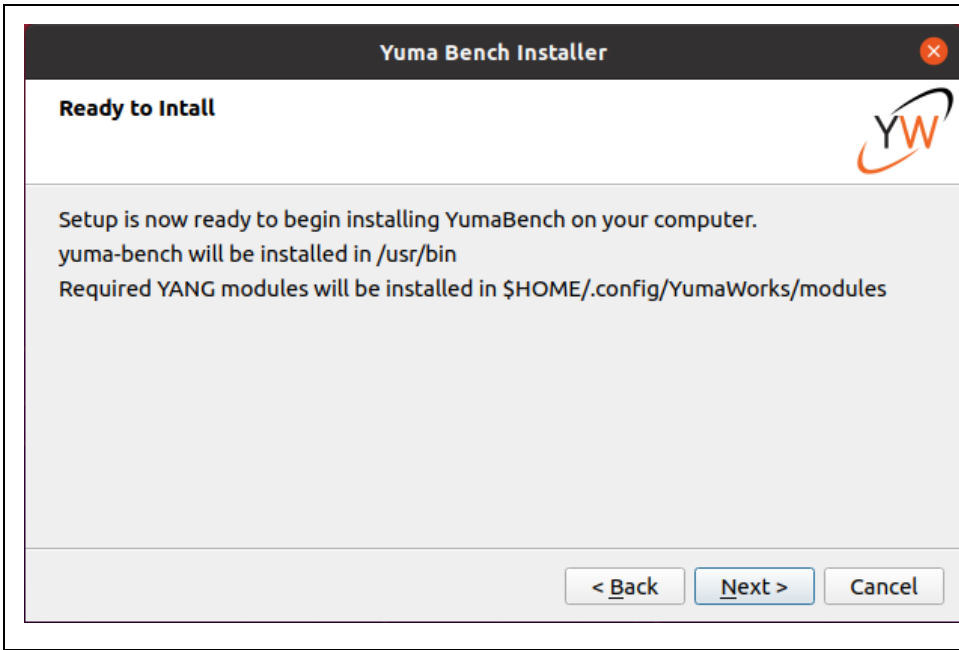 Yuma Bench Installer
Ready to Intall
YW
Setup is now ready to begin installing YumaBench on your computer.
yuma-bench will be installed in /usr/bin
Required YANG modules will be installed in $HOME/.config/YumaWorks/modules
< Back
Next >
Cancel